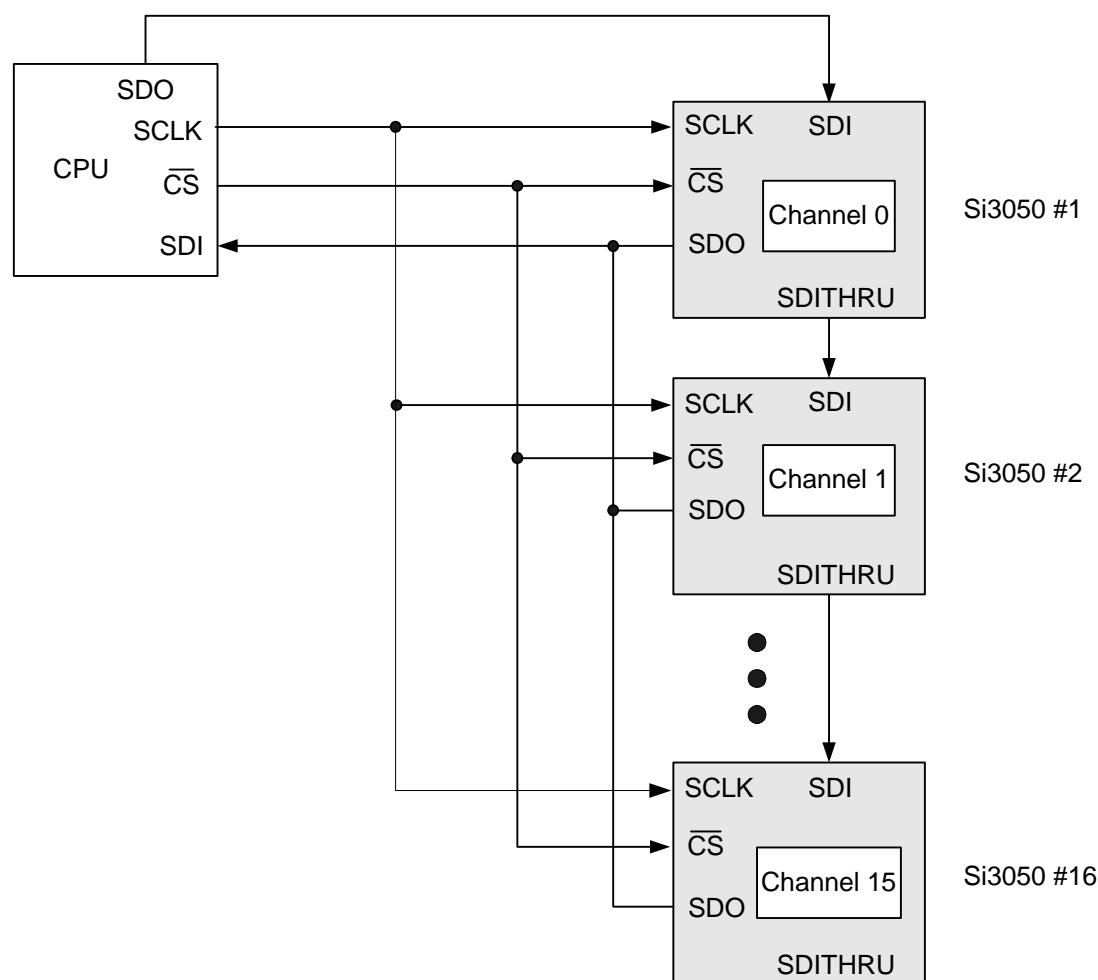 SDO
SCLK
CPU
CS
SDI
SCLK
SDI
CS
Channel 0
SDO
SDITHRU
Si3050 #1
SCLK
SDI
CS
Channel 1
SDO
SDITHRU
Si3050 #2
SCLK
SDI
CS
Channel 15
SDO
SDITHRU
Si3050 #16